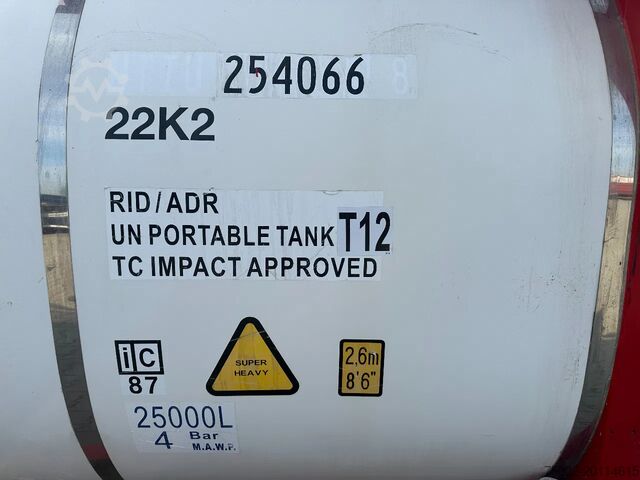 254066 8
22K2
RID/ADR
UN PORTABLE TANK T12
TC IMPACT APPROVED
ic
87
SUPER
HEAVY
2,6m
8'6"
25000L
4 Bar
M.A.W.P.